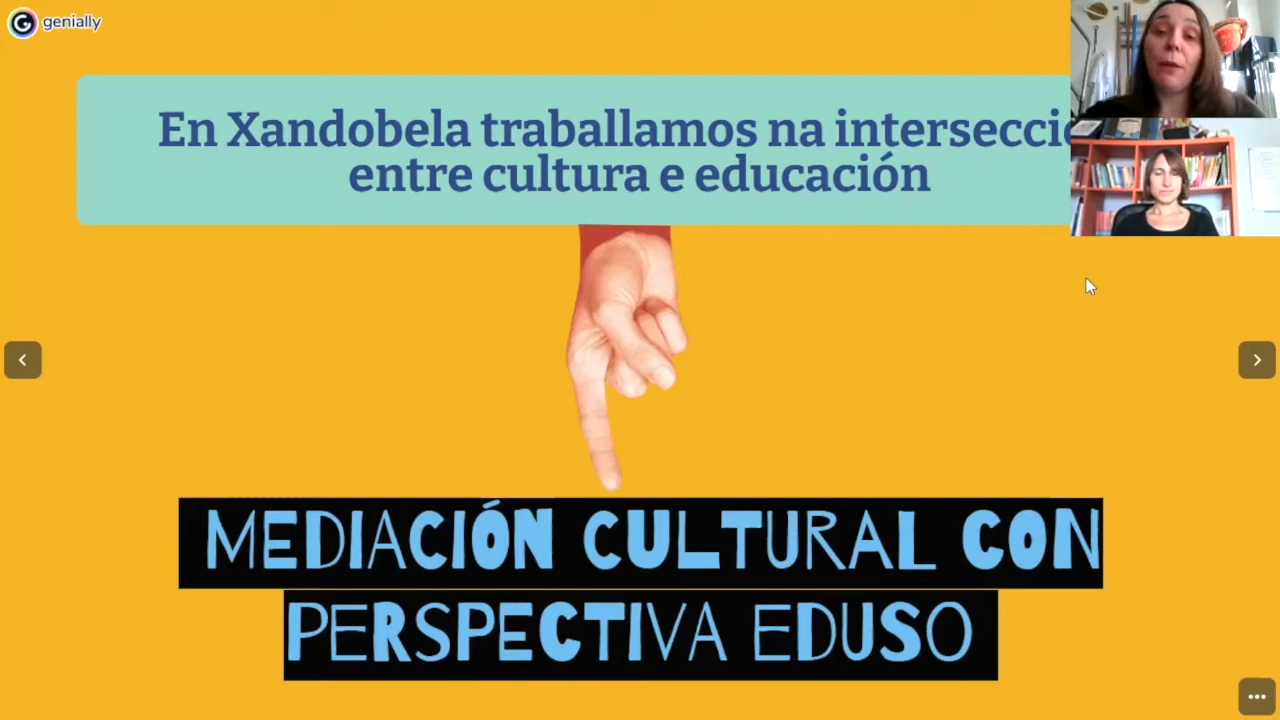 genially
En Xandobela traballamos na intersecci
entre cultura e educación
MEDIACIÓN CULTURAL CON
PERSPECTIVA EDUSO